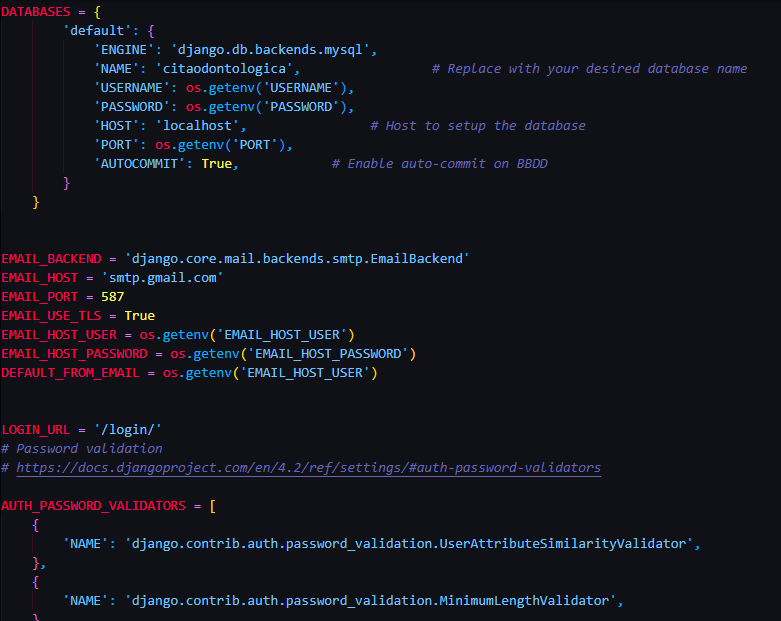 DATABASES = {
'default': {
'ENGINE': 'django.db.backends.mysql',
'NAME': 'citaodontologica', # Replace with your desired database name
'USERNAME': os.getenv('USERNAME'),
'PASSWORD': os.getenv('PASSWORD'),
'HOST': 'localhost', # Host to setup the database
'PORT': os.getenv('PORT'),
'AUTOCOMMIT': True, # Enable auto-commit on BBDD
}
}
EMAIL_BACKEND = 'django.core.mail.backends.smtp.EmailBackend'
EMAIL_HOST = 'smtp.gmail.com'
EMAIL_PORT = 587
EMAIL_USE_TLS = True
EMAIL_HOST_USER = os.getenv('EMAIL_HOST_USER')
EMAIL_HOST_PASSWORD = os.getenv('EMAIL_HOST_PASSWORD')
DEFAULT_FROM_EMAIL = os.getenv('EMAIL_HOST_USER')
LOGIN_URL = '/login/'
# Password validation
# https://docs.djangoproject.com/en/4.2/ref/settings/#auth-password-validators
AUTH_PASSWORD_VALIDATORS = [
{
'NAME': 'django.contrib.auth.password_validation.UserAttributeSimilarityValidator',
},
{
'NAME': 'django.contrib.auth.password_validation.MinimumLengthValidator',
}